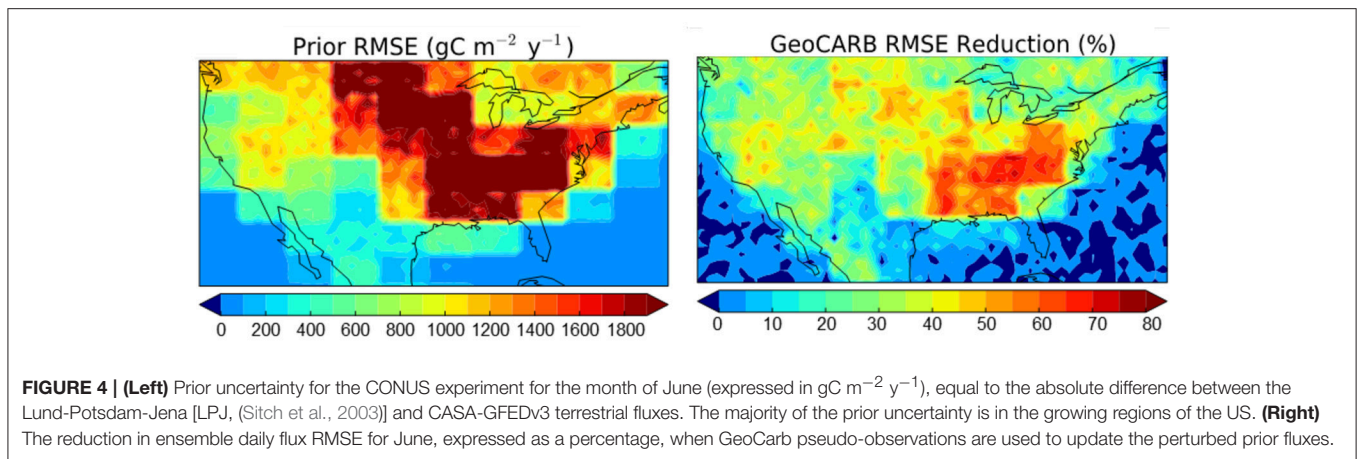 Prior RMSE (gC m⁻² y⁻¹)
0 200 400 600 800 1000 1200 1400 1600 1800
GeoCARB RMSE Reduction (%)
0 10 20 30 40 50 60 70 80
FIGURE 4 | (Left) Prior uncertainty for the CONUS experiment for the month of June (expressed in gC m⁻² y⁻¹), equal to the absolute difference between the
Lund-Potsdam-Jena [LPJ, (Sitch et al., 2003)] and CASA-GFEDv3 terrestrial fluxes. The majority of the prior uncertainty is in the growing regions of the US. (Right)
The reduction in ensemble daily flux RMSE for June, expressed as a percentage, when GeoCarb pseudo-observations are used to update the perturbed prior fluxes.